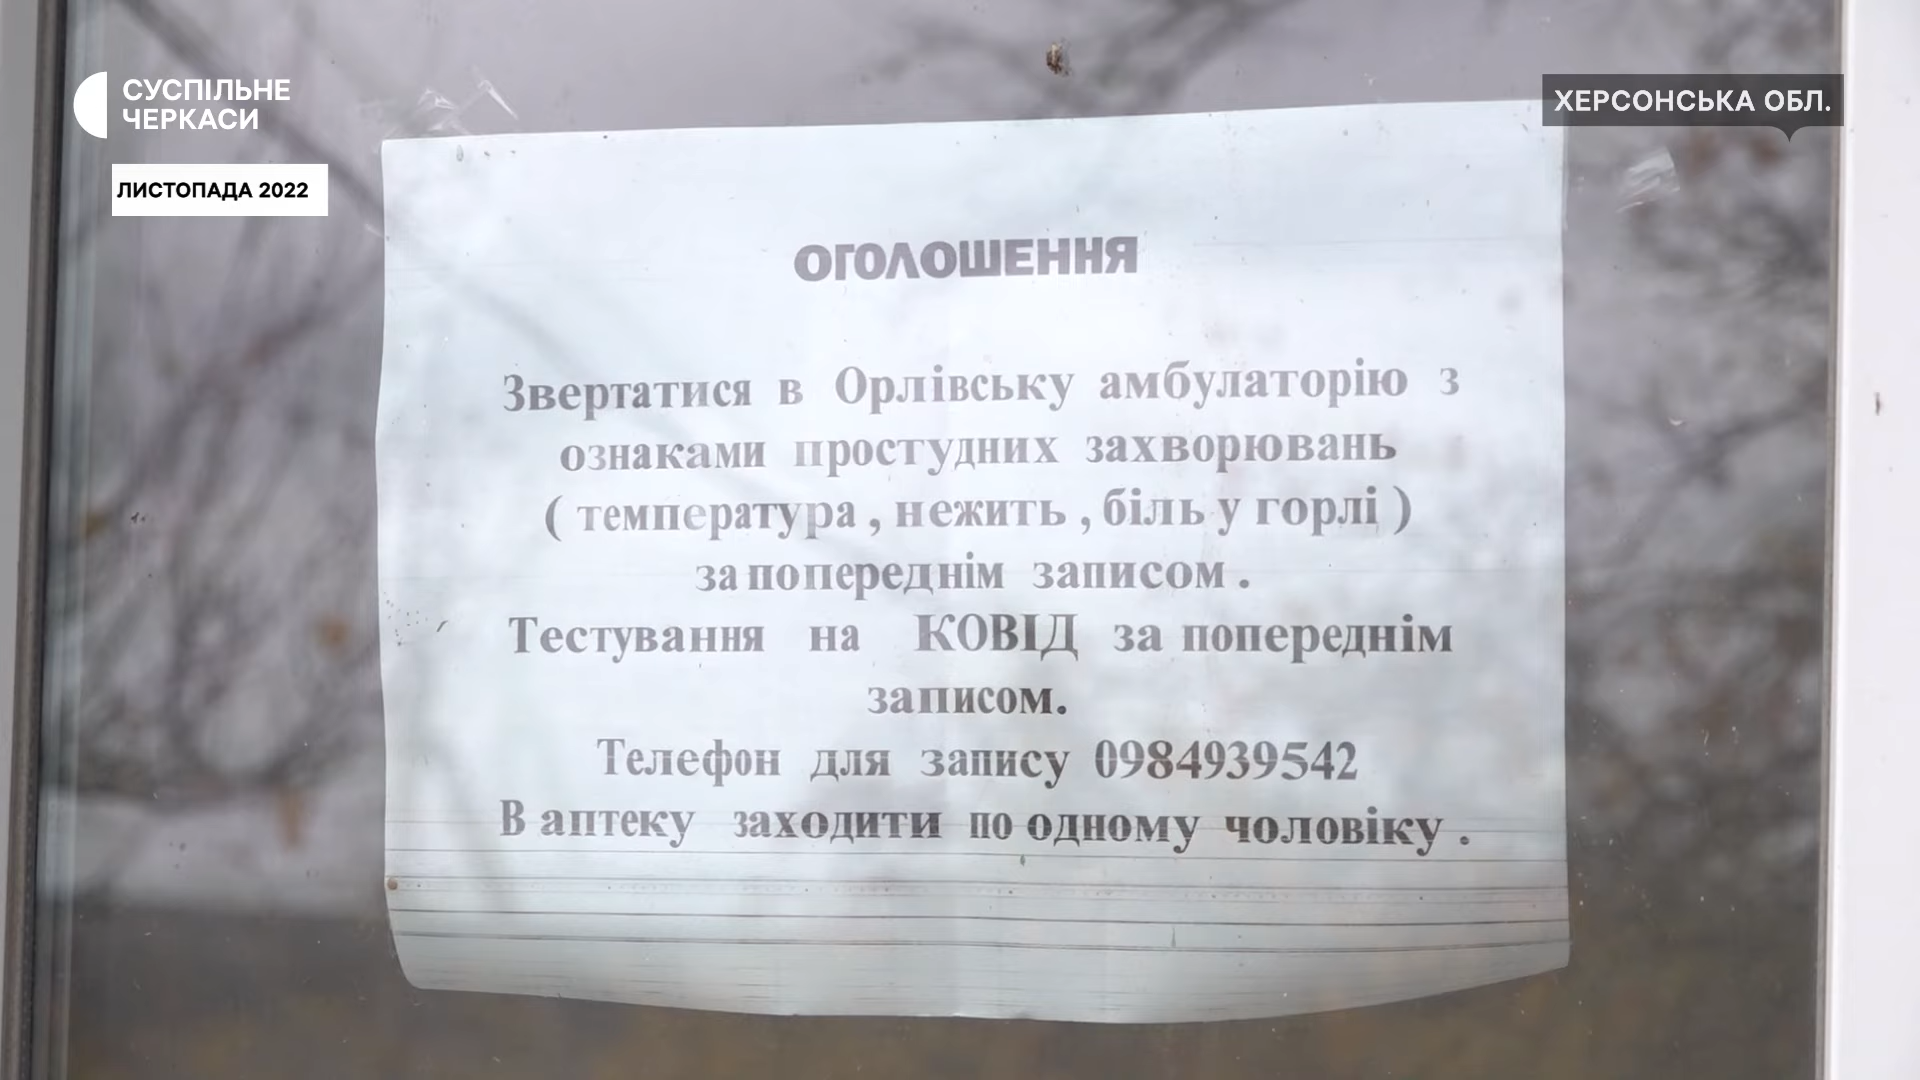 СУСПІЛЬНЕ
ЧЕРКАСИ
ХЕРСОНСЬКА ОБЛ.
ЛИСТОПАДА 2022
ОГОЛОШЕННЯ
Звертатися в Орлівську амбулаторію з
ознаками простудних захворювань
( температура , нежить , біль у горлі )
за попереднім записом .
Тестування на КОВІД за попереднім
записом.
Телефон для запису 0984939542
В аптеку заходити по одному чоловіку .